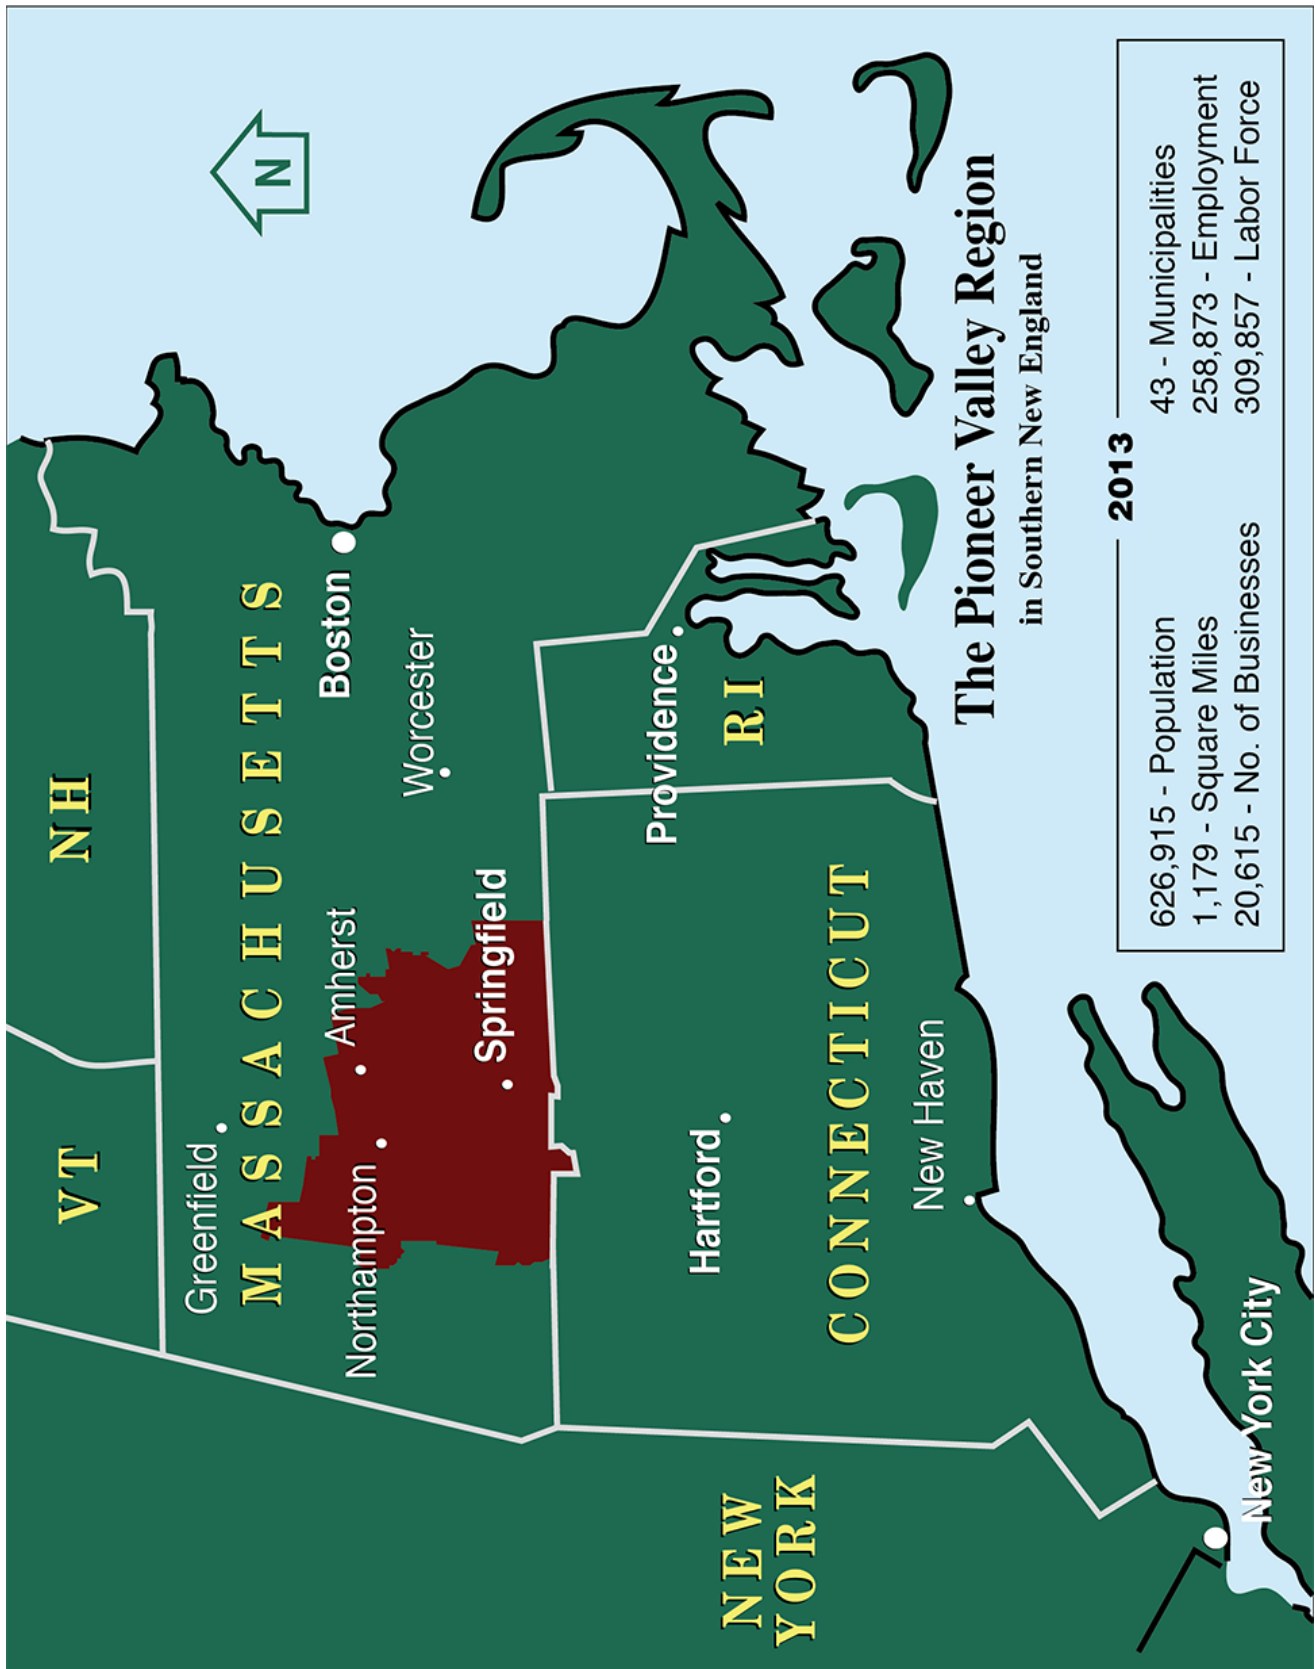 N
VT
NH
Greenfield
MASSACHUSETTS
Amherst
Boston
Northampton
Worcester
Springfield
Providence
RI
Hartford
NEW
YORK
CONNECTICUT
New Haven
New York City
The Pioneer Valley Region
in Southern New England
2013
626,915 - Population
43 - Municipalities
1,179 - Square Miles
258,873 - Employment
20,615 - No. of Businesses
309,857 - Labor Force